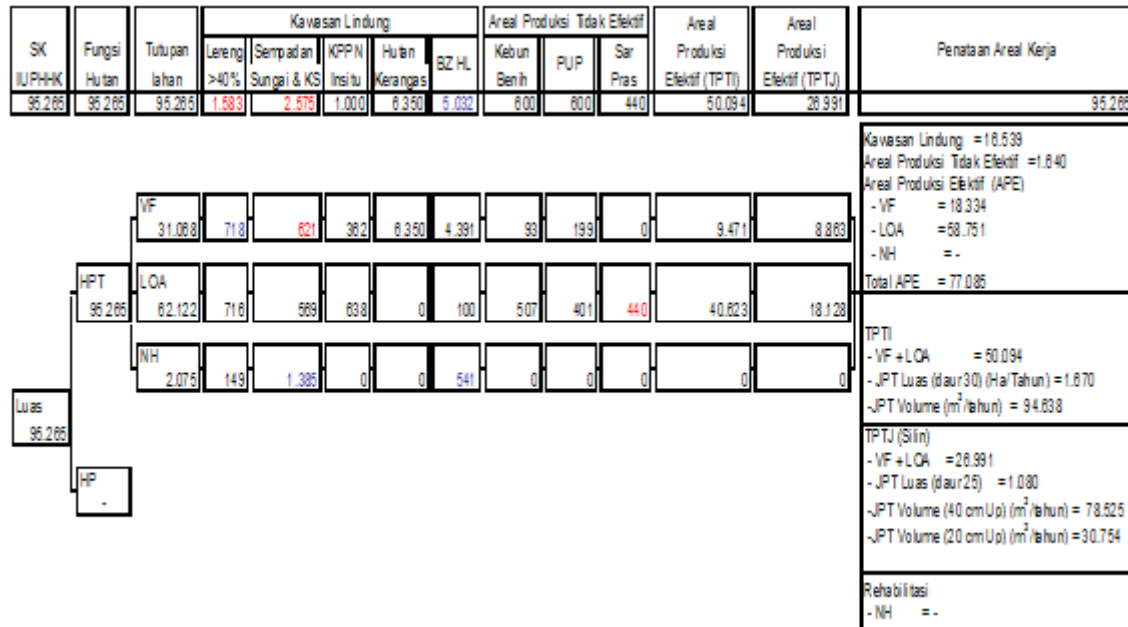 SK IUPHHK
Fungsi Hutan
Tutupan lahan
Kawasan Lindung
Lereng >40%
Sempadan Sungai & KS
KPPN Insitu
Hutan Kerangas
BZ HL
Areal Produksi Tidak Efektif
Kebun Benih
PUP
Sar Pras
Areal Produksi Efektif (TPTI)
Areal Produksi Efektif (TPTJ)
Penataan Areal Kerja
95.265 95.265 95.265 1.583 2.575 1.000 6.350 5.032 600 600 440 50.094 26.991 95.265
Kawasan Lindung =16.539
Areal Produksi Tidak Efektif =1.640
Areal Produksi Efektif (APE)
- VF = 18.334
- LOA =58.751
- NH = -
Total APE = 77.085
VF
31.068 718 621 362 6.350 4.391 93 199 0 9.471 8.863
HPT
95.265
LOA
62.122 716 569 638 0 100 507 401 440 40.623 18.128
NH
2.075 149 1.385 0 0 541 0 0 0 0 0
TPTI
- VF + LOA = 50.094
- JPT Luas (daur 30) (Ha/Tahun) =1.670
-JPT Volume (m³/tahun) = 94.638
Luas
95.265
HP
-
TPTJ (Silin)
- VF + LOA =26.991
- JPT Luas (daur 25) =1.080
-JPT Volume (40 cm Up) (m³/tahun) = 78.525
-JPT Volume (20 cm Up) (m³/tahun) =30.754
Rehabilitasi
- NH = -